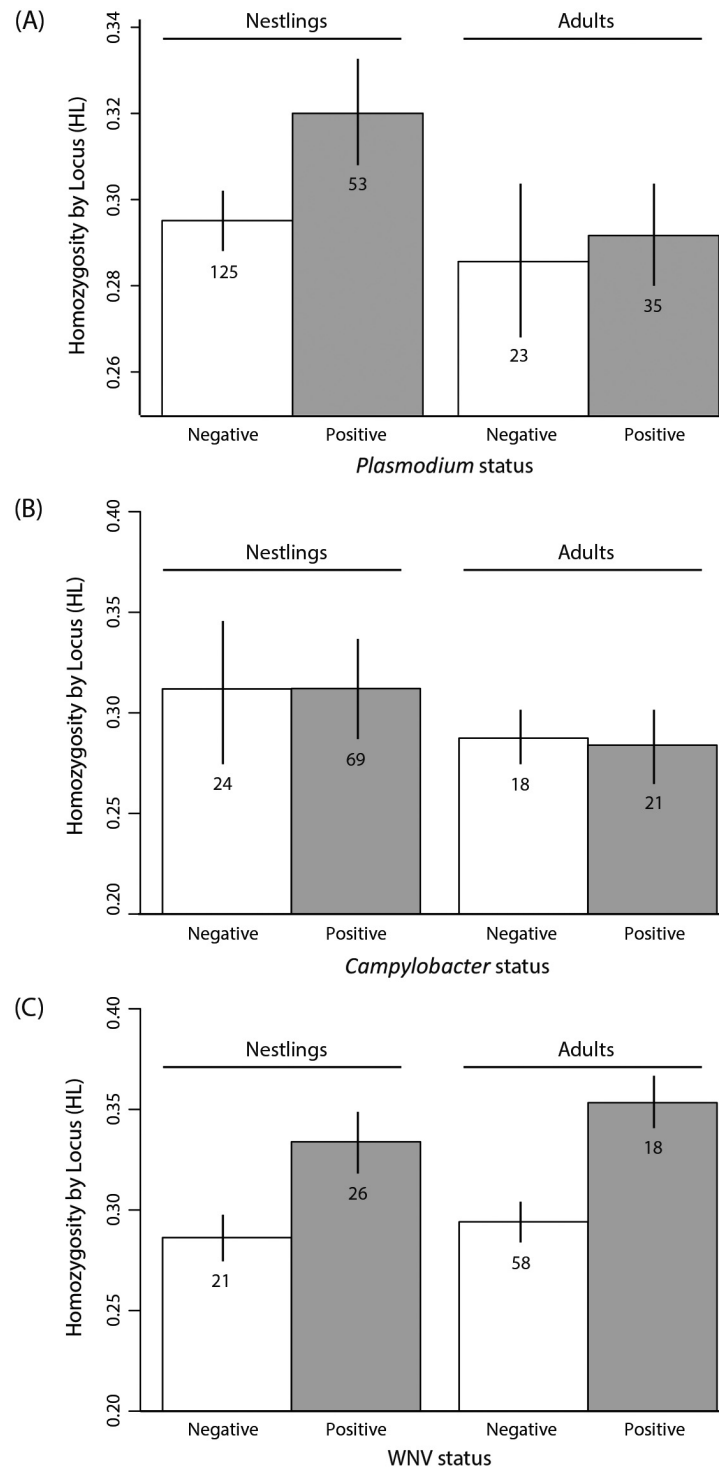 (A)
Nestlings
Adults
Homozygosity by Locus (HL)
0.34
0.32
0.30
0.28
0.26
125
53
23
35
Negative
Positive
Negative
Positive
Plasmodium status
(B)
Nestlings
Adults
Homozygosity by Locus (HL)
0.40
0.35
0.30
0.25
0.20
24
69
18
21
Negative
Positive
Negative
Positive
Campylobacter status
(C)
Nestlings
Adults
Homozygosity by Locus (HL)
0.40
0.35
0.30
0.25
0.20
21
26
58
18
Negative
Positive
Negative
Positive
WNV status